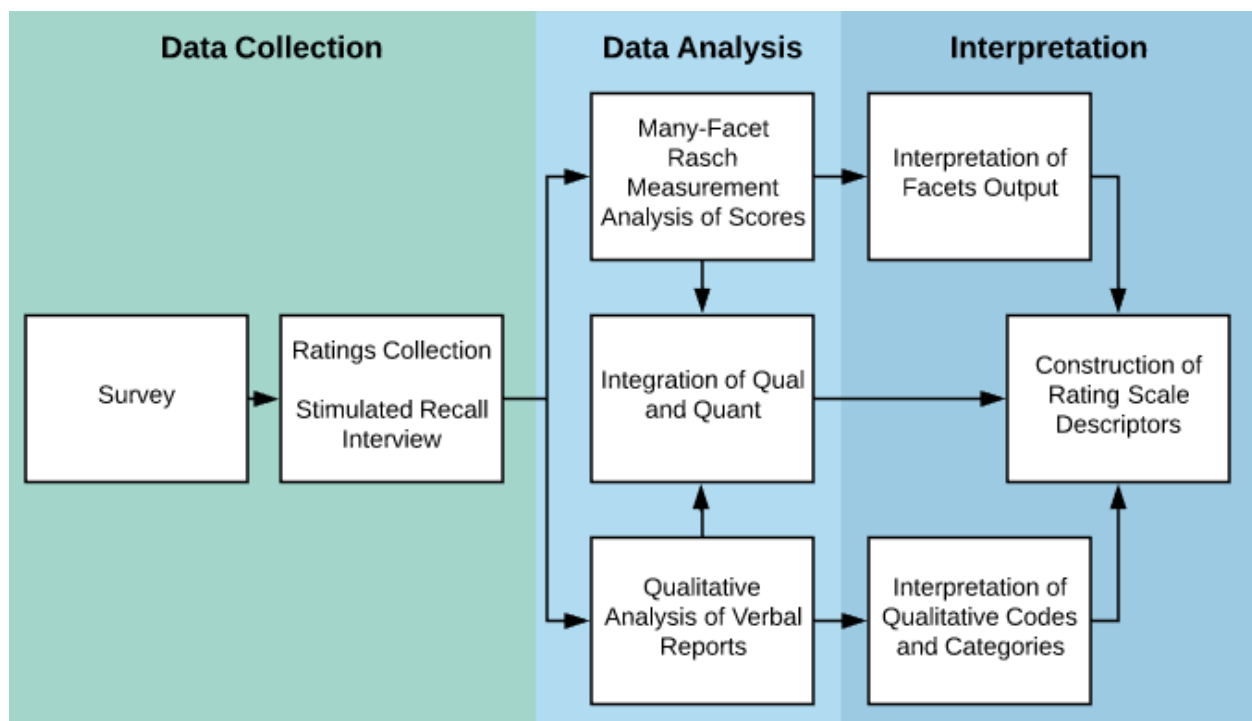 Data Collection
Data Analysis
Interpretation
Many-Facet
Rasch
Measurement
Analysis of Scores
Interpretation of
Facets Output
Survey
Ratings Collection
Stimulated Recall
Interview
Integration of Qual
and Quant
Construction of
Rating Scale
Descriptors
Qualitative
Analysis of Verbal
Reports
Interpretation of
Qualitative Codes
and Categories